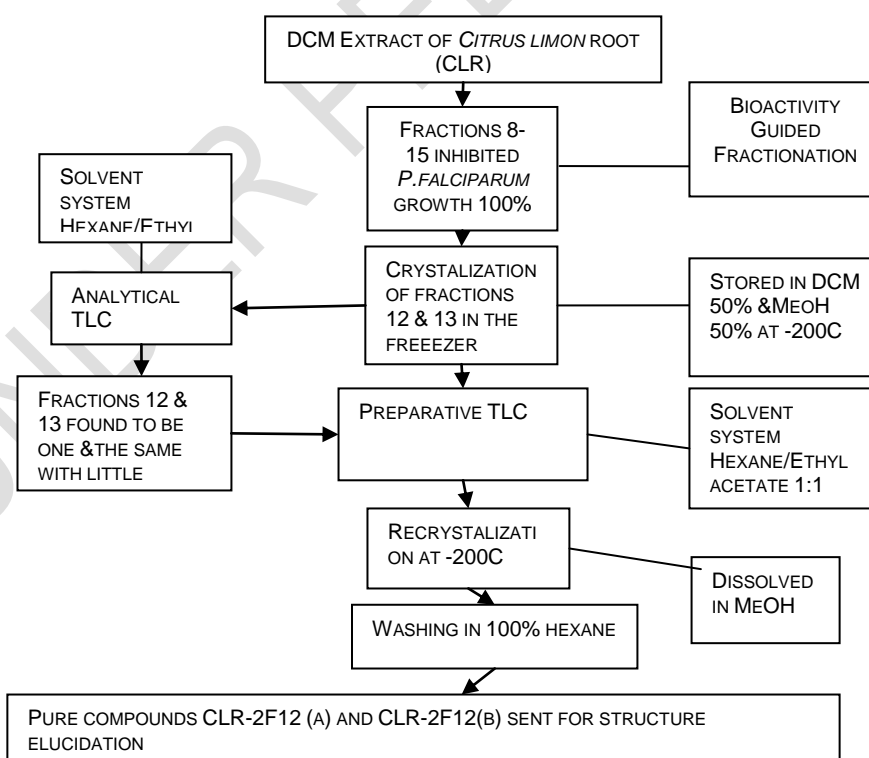 DCM EXTRACT OF CITRUS LIMON ROOT
(CLR)
BIOACTIVITY
GUIDED
FRACTIONATION
FRACTIONS 8-
15 INHIBITED
P.FALCIPARUM
GROWTH 100%
SOLVENT
SYSTEM
HEXANE/ETHYL
CRYSTALIZATION
OF FRACTIONS
12 & 13 IN THE
FREEEZER
STORED IN DCM
50% &MEOH
50% AT -200C
ANALYTICAL
TLC
FRACTIONS 12 &
13 FOUND TO BE
ONE &THE SAME
WITH LITTLE
PREPARATIVE TLC
SOLVENT
SYSTEM
HEXANE/ETHYL
ACETATE 1:1
RECRYSTALIZATI
ON AT -200C
DISSOLVED
IN MEOH
WASHING IN 100% HEXANE
PURE COMPOUNDS CLR-2F12 (A) AND CLR-2F12(B) SENT FOR STRUCTURE
ELUCIDATION